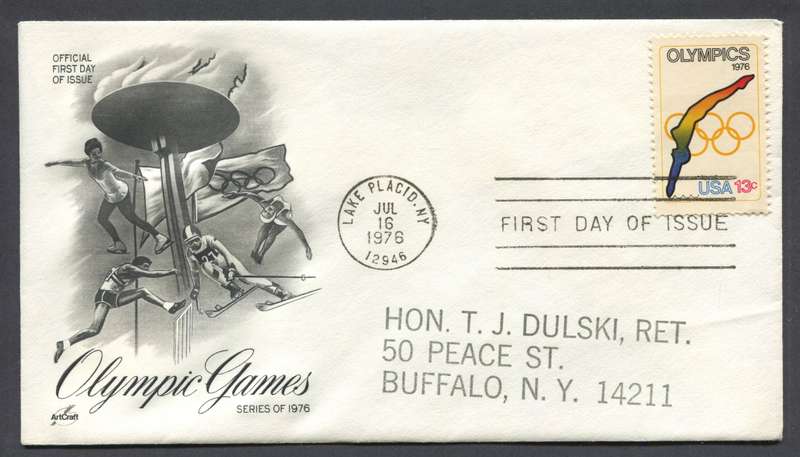 OFFICIAL
FIRST DAY
OF ISSUE
OLYMPICS
1976
USA 13c
LAKE PLACID, NY
JUL
16
1976
12946
FIRST DAY OF ISSUE
HON. T. J. DULSKI, RET.
50 PEACE ST.
BUFFALO, N. Y. 14211
Olympic Games
SERIES OF 1976
ArtCraft